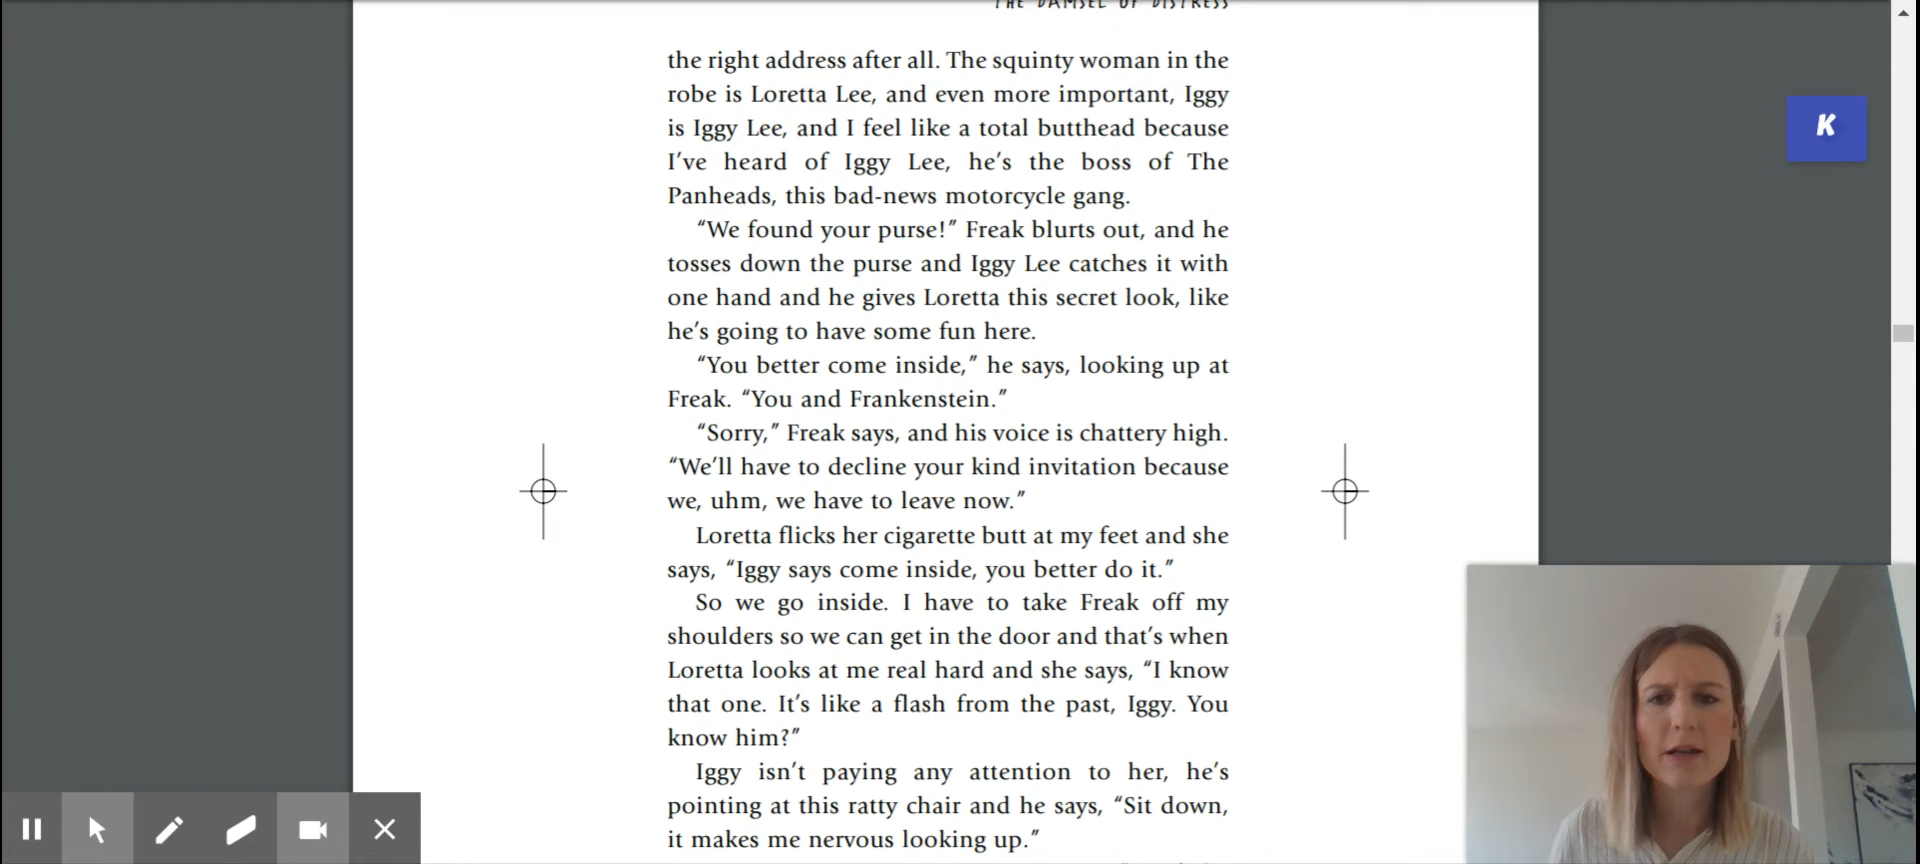 THE DAMSEL OF DISTRESS
the right address after all. The squinty woman in the
robe is Loretta Lee, and even more important, Iggy
is Iggy Lee, and I feel like a total butthead because
I’ve heard of Iggy Lee, he’s the boss of The
Panheads, this bad-news motorcycle gang.
“We found your purse!” Freak blurts out, and he
tosses down the purse and Iggy Lee catches it with
one hand and he gives Loretta this secret look, like
he’s going to have some fun here.
“You better come inside,” he says, looking up at
Freak. “You and Frankenstein.”
“Sorry,” Freak says, and his voice is chattery high.
“We’ll have to decline your kind invitation because
we, uhm, we have to leave now.”
Loretta flicks her cigarette butt at my feet and she
says, “Iggy says come inside, you better do it.”
So we go inside. I have to take Freak off my
shoulders so we can get in the door and that’s when
Loretta looks at me real hard and she says, “I know
that one. It’s like a flash from the past, Iggy. You
know him?”
Iggy isn’t paying any attention to her, he’s
pointing at this ratty chair and he says, “Sit down,
it makes me nervous looking up.”
K